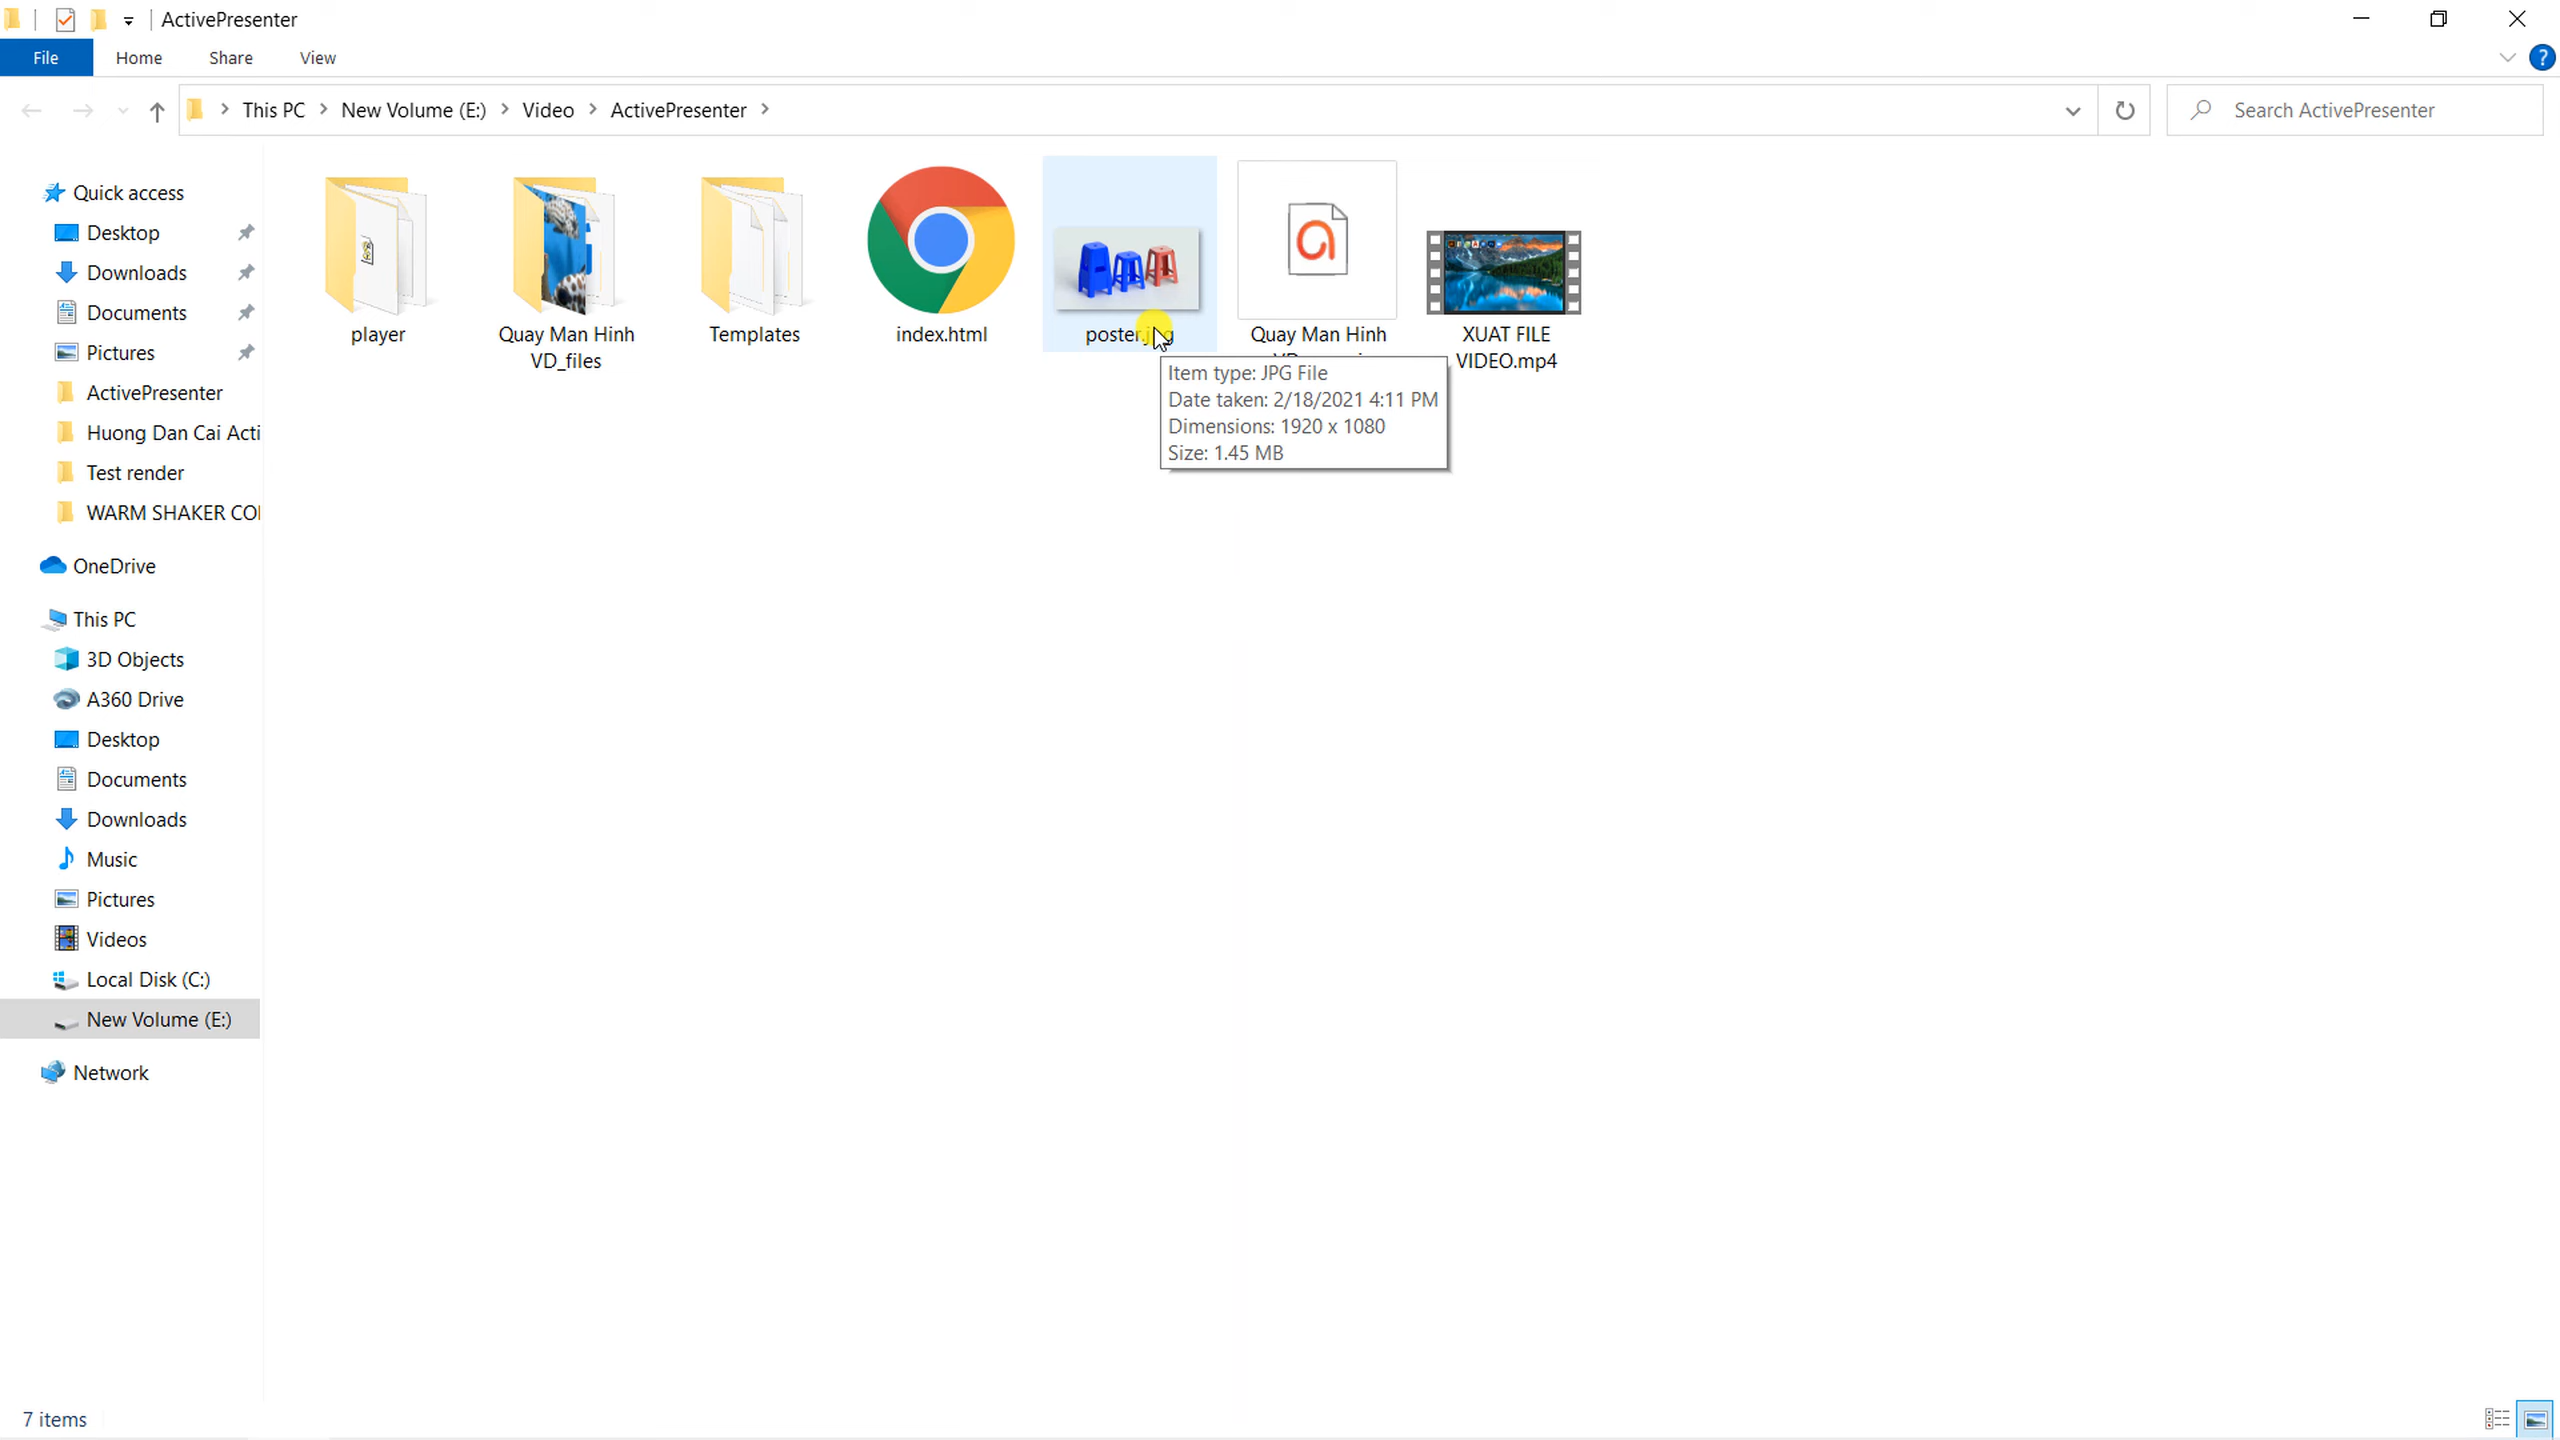 ActivePresenter
File
Home
Share
View
This PC
New Volume (E:)
Video
ActivePresenter
Search ActivePresenter
Quick access
Desktop
Downloads
Documents
Pictures
ActivePresenter
Huong Dan Cai Acti
Test render
WARM SHAKER CO
OneDrive
This PC
3D Objects
A360 Drive
Desktop
Documents
Downloads
Music
Pictures
Videos
Local Disk (C:)
New Volume (E:)
Network
player
Quay Man Hinh
VD_files
Templates
index.html
poster.jpg
Quay Man Hinh
XUAT FILE
VIDEO.mp4
Item type: JPG File
Date taken: 2/18/2021 4:11 PM
Dimensions: 1920 x 1080
Size: 1.45 MB
7 items